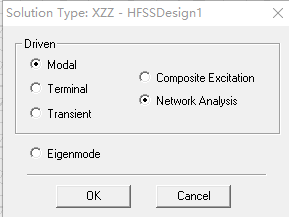 Solution Type: XZZ - HFSSDesign1
Driven
Modal
Terminal
Transient
Composite Excitation
Network Analysis
Eigenmode
OK
Cancel